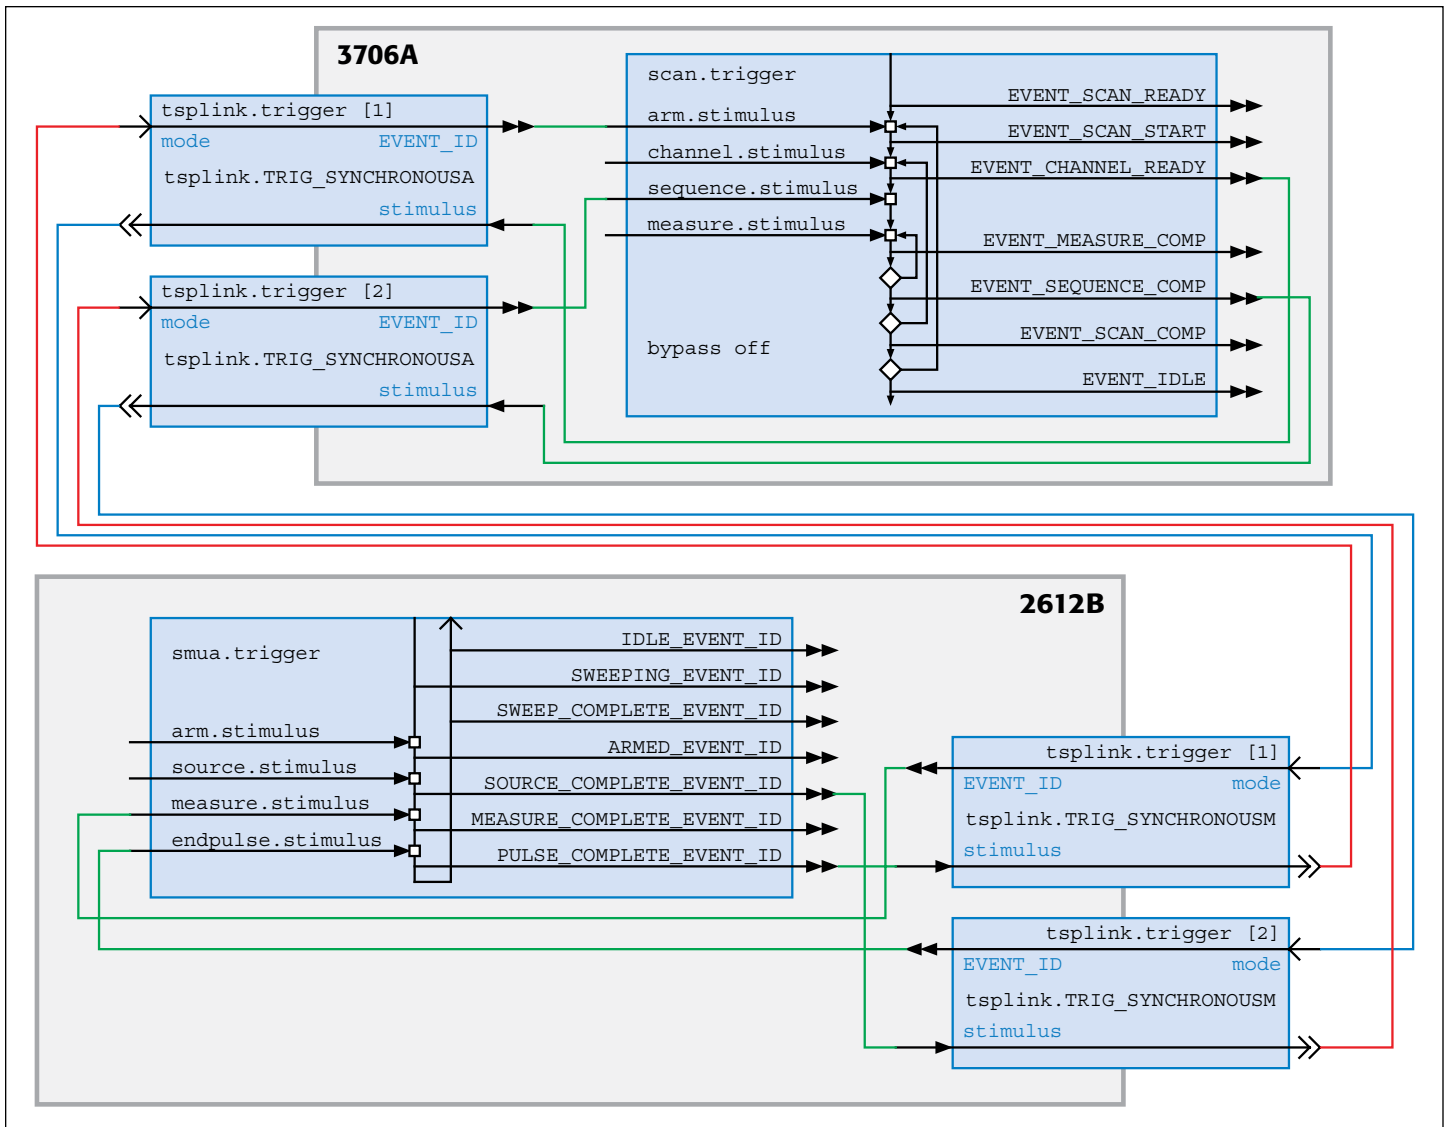 3706A
tsplink.trigger [1]
mode EVENT_ID
tsplink.TRIG_SYNCHRONOUSA
stimulus
tsplink.trigger [2]
mode EVENT_ID
tsplink.TRIG_SYNCHRONOUSA
stimulus
scan.trigger
arm.stimulus
channel.stimulus
sequence.stimulus
measure.stimulus
bypass off
EVENT_SCAN_READY
EVENT_SCAN_START
EVENT_CHANNEL_READY
EVENT_MEASURE_COMP
EVENT_SEQUENCE_COMP
EVENT_SCAN_COMP
EVENT_IDLE
2612B
smua.trigger
arm.stimulus
source.stimulus
measure.stimulus
endpulse.stimulus
IDLE_EVENT_ID
SWEEPING_EVENT_ID
SWEEP_COMPLETE_EVENT_ID
ARMED_EVENT_ID
SOURCE_COMPLETE_EVENT_ID
MEASURE_COMPLETE_EVENT_ID
PULSE_COMPLETE_EVENT_ID
tsplink.trigger [1]
EVENT_ID mode
tsplink.TRIG_SYNCHRONOUSM
stimulus
tsplink.trigger [2]
EVENT_ID mode
tsplink.TRIG_SYNCHRONOUSM
stimulus